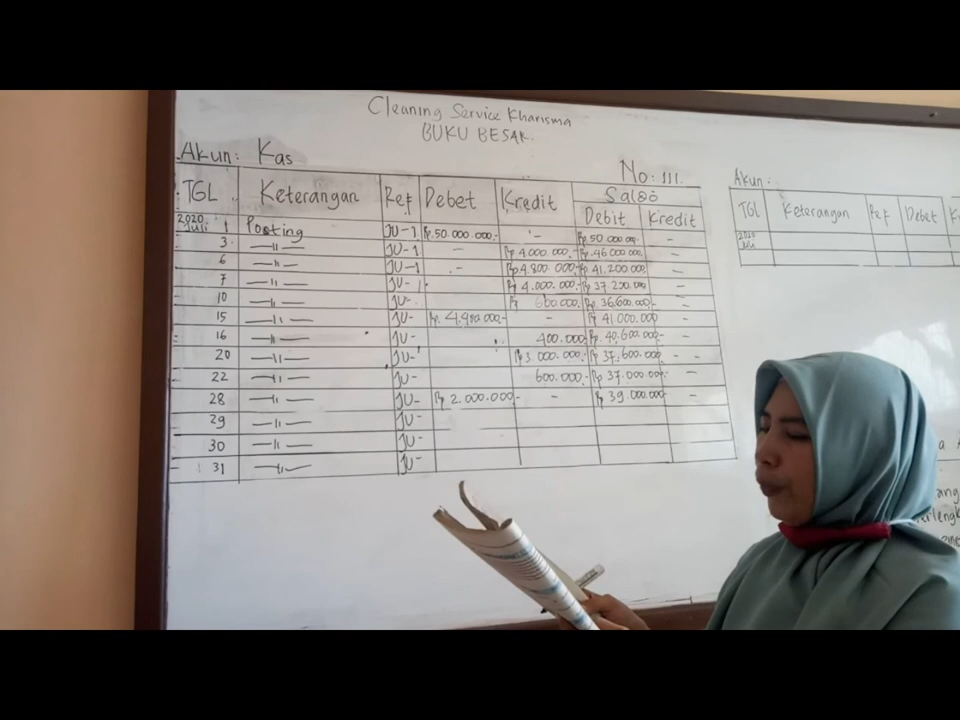 Cleaning Service Kharisma
BUKU BESAR.
Akun: Kas
No: 111.
TGL Keterangan Ref Debet Kredit Saldo
Debit Kredit
2020 Juli 1 Posting JU-1 Rp.50.000.000,- - Rp.50.000.000,- -
3 —〃— JU-1 - Rp4.000.000,- Rp.46.000.000, -
6 —〃— JU-1 - Rp4.800.000,- Rp 41.200.000, -
7 —〃— JU-1 Rp 4.000.000,- Rp 37.200.000 -
10 —〃— JU- Rp 600.000,- Rp. 36.600.000,- -
15 —〃— JU- Rp. 4.400.000,- - Rp 41.000.000 -
16 —〃— JU- 400.000,- Rp. 40.600.000,- -
20 —〃— JU- Rp 3.000.000,- Rp 37.600.000,- - -
22 —〃— JU- 600.000,- Rp 37.000.000,- -
28 —〃— JU- Rp 2.000.000,- - Rp 39.000.000,- -
29 —〃— JU-
30 —〃— JU-
31 —〃— JU-
Akun:
TGL Keterangan Ref Debet
2020 Juli